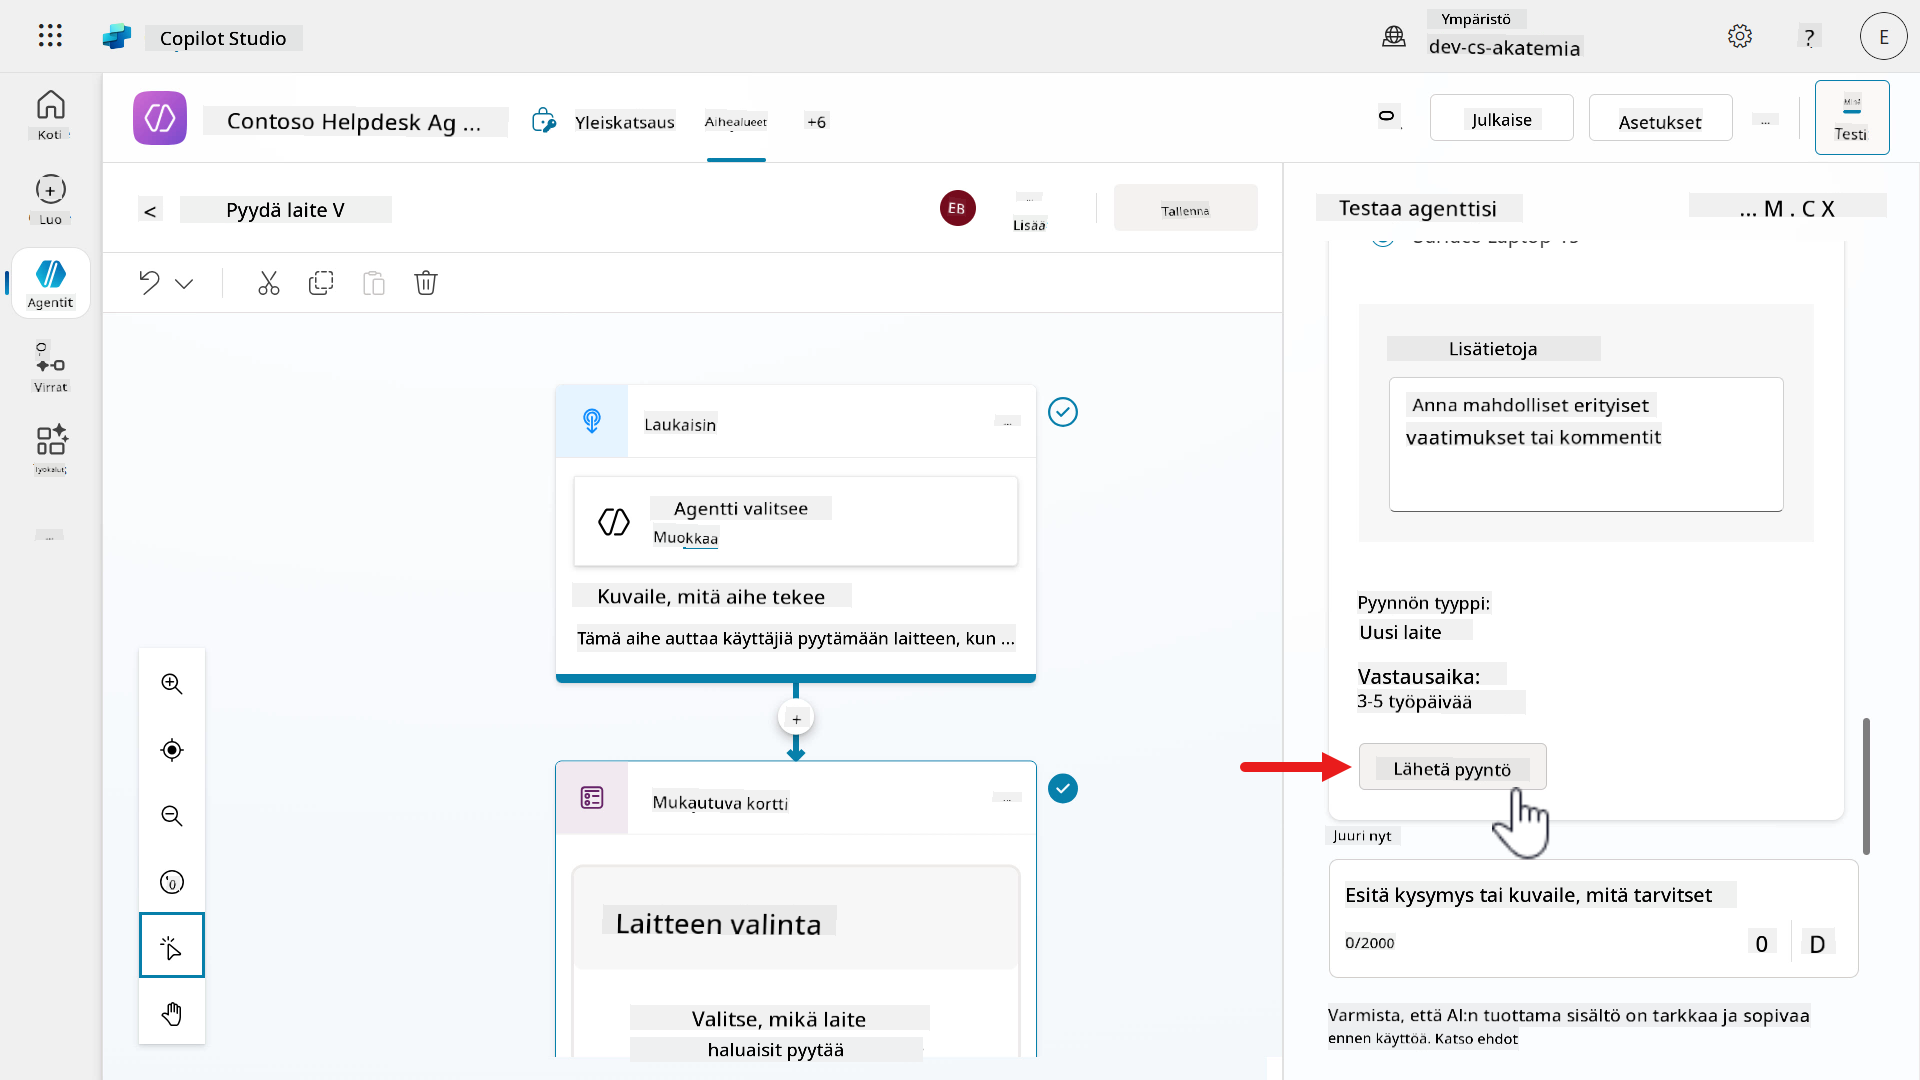 Copilot Studio
Ympäristö
dev-cs-akatemia
?
E
Koti
Luo
Agentit
Virrat
Työkalut
Contoso Helpdesk Ag ...
Yleiskatsaus
Aihealueet
+6
Julkaise
Asetukset
...
Testi
<
Pyydä laite V
EB
Lisää
Tallenna
Laukaisin
...
Agentti valitsee
Muokkaa
Kuvaile, mitä aihe tekee
Tämä aihe auttaa käyttäjiä pyytämään laitteen, kun ...
+
Mukautuva kortti
...
Laitteen valinta
Valitse, mikä laite
haluaisit pyytää
Testaa agenttisi
... M . C X
Lisätietoja
Anna mahdolliset erityiset
vaatimukset tai kommentit
Pyynnön tyyppi:
Uusi laite
Vastausaika:
3-5 työpäivää
Lähetä pyyntö
Juuri nyt
Esitä kysymys tai kuvaile, mitä tarvitset
0/2000
0
D
Varmista, että AI:n tuottama sisältö on tarkkaa ja sopivaa
ennen käyttöä. Katso ehdot